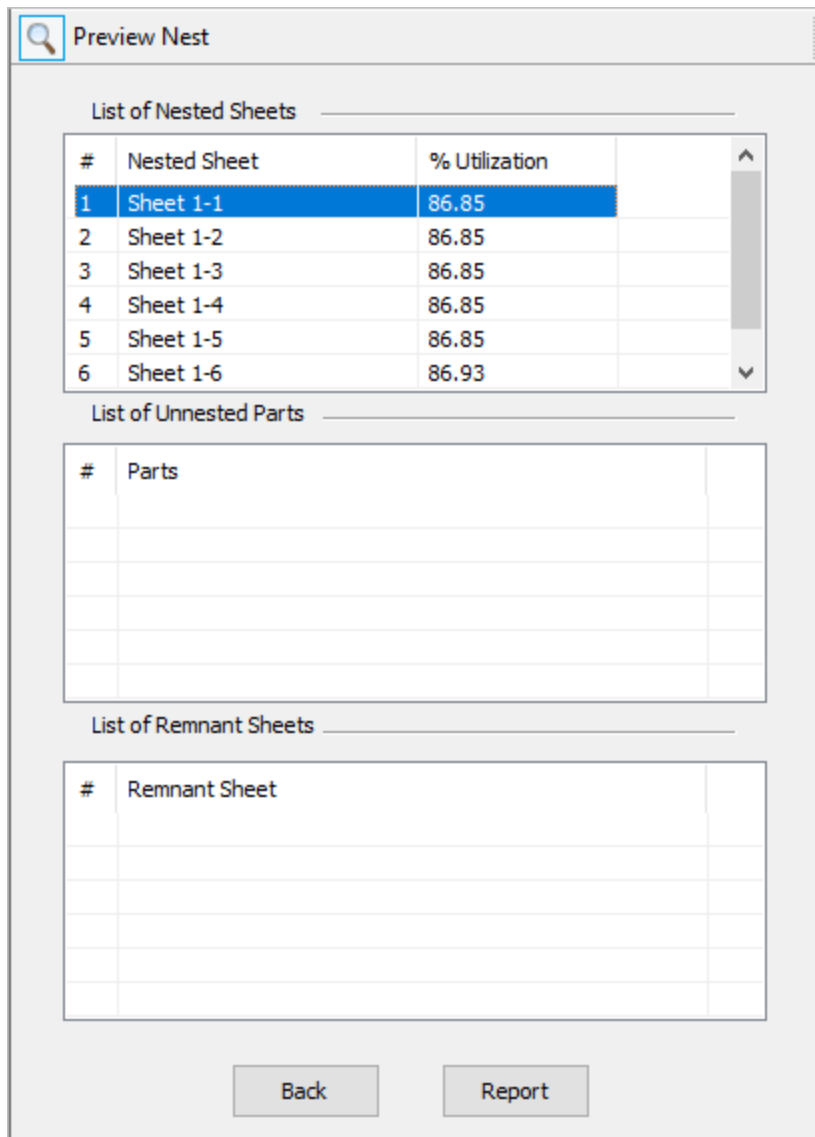 Preview Nest
List of Nested Sheets
# Nested Sheet % Utilization
1 Sheet 1-1 86.85
2 Sheet 1-2 86.85
3 Sheet 1-3 86.85
4 Sheet 1-4 86.85
5 Sheet 1-5 86.85
6 Sheet 1-6 86.93
List of Unnested Parts
# Parts
List of Remnant Sheets
# Remnant Sheet
Back Report